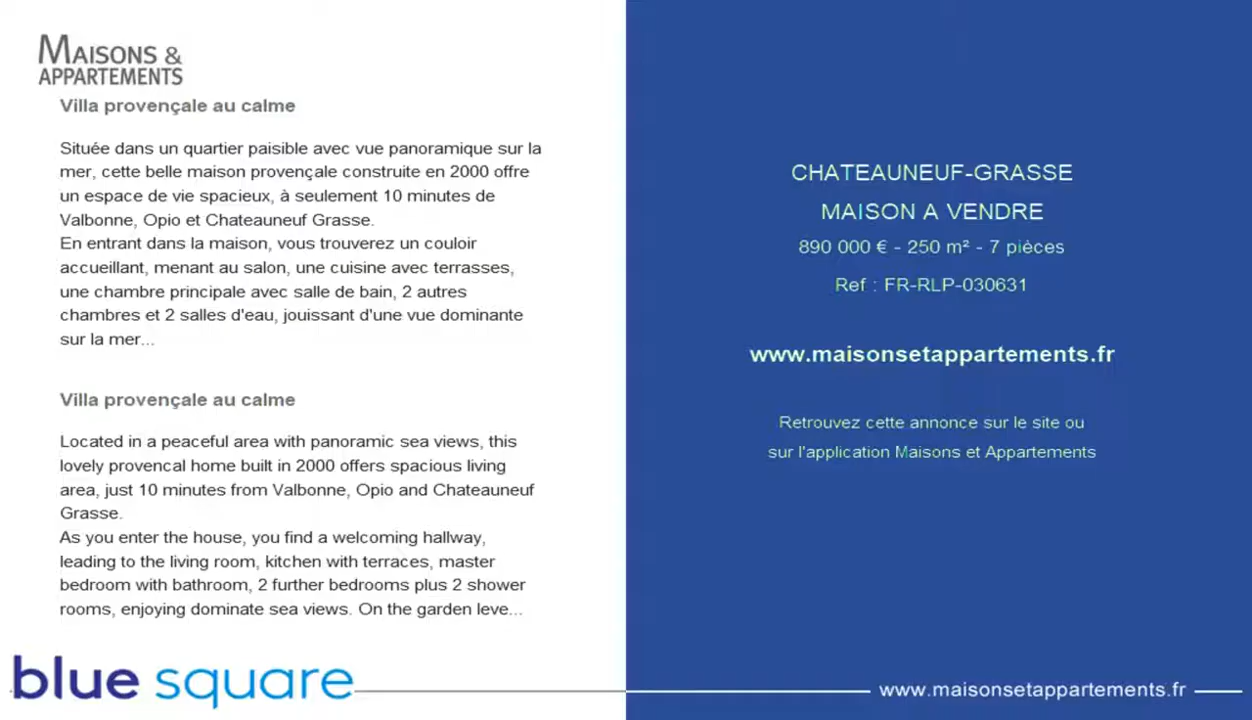 MAISONS &
APPARTEMENTS
Villa provençale au calme
Située dans un quartier paisible avec vue panoramique sur la
mer, cette belle maison provençale construite en 2000 offre
un espace de vie spacieux, à seulement 10 minutes de
Valbonne, Opio et Chateauneuf Grasse.
En entrant dans la maison, vous trouverez un couloir
accueillant, menant au salon, une cuisine avec terrasses,
une chambre principale avec salle de bain, 2 autres
chambres et 2 salles d'eau, jouissant d'une vue dominante
sur la mer...
Villa provençale au calme
Located in a peaceful area with panoramic sea views, this
lovely provencal home built in 2000 offers spacious living
area, just 10 minutes from Valbonne, Opio and Chateauneuf
Grasse.
As you enter the house, you find a welcoming hallway,
leading to the living room, kitchen with terraces, master
bedroom with bathroom, 2 further bedrooms plus 2 shower
rooms, enjoying dominate sea views. On the garden leve...
blue square
CHATEAUNEUF-GRASSE
MAISON A VENDRE
890 000 € - 250 m² - 7 pièces
Ref : FR-RLP-030631
www.maisonsetappartements.fr
Retrouvez cette annonce sur le site ou
sur l'application Maisons et Appartements
www.maisonsetappartements.fr